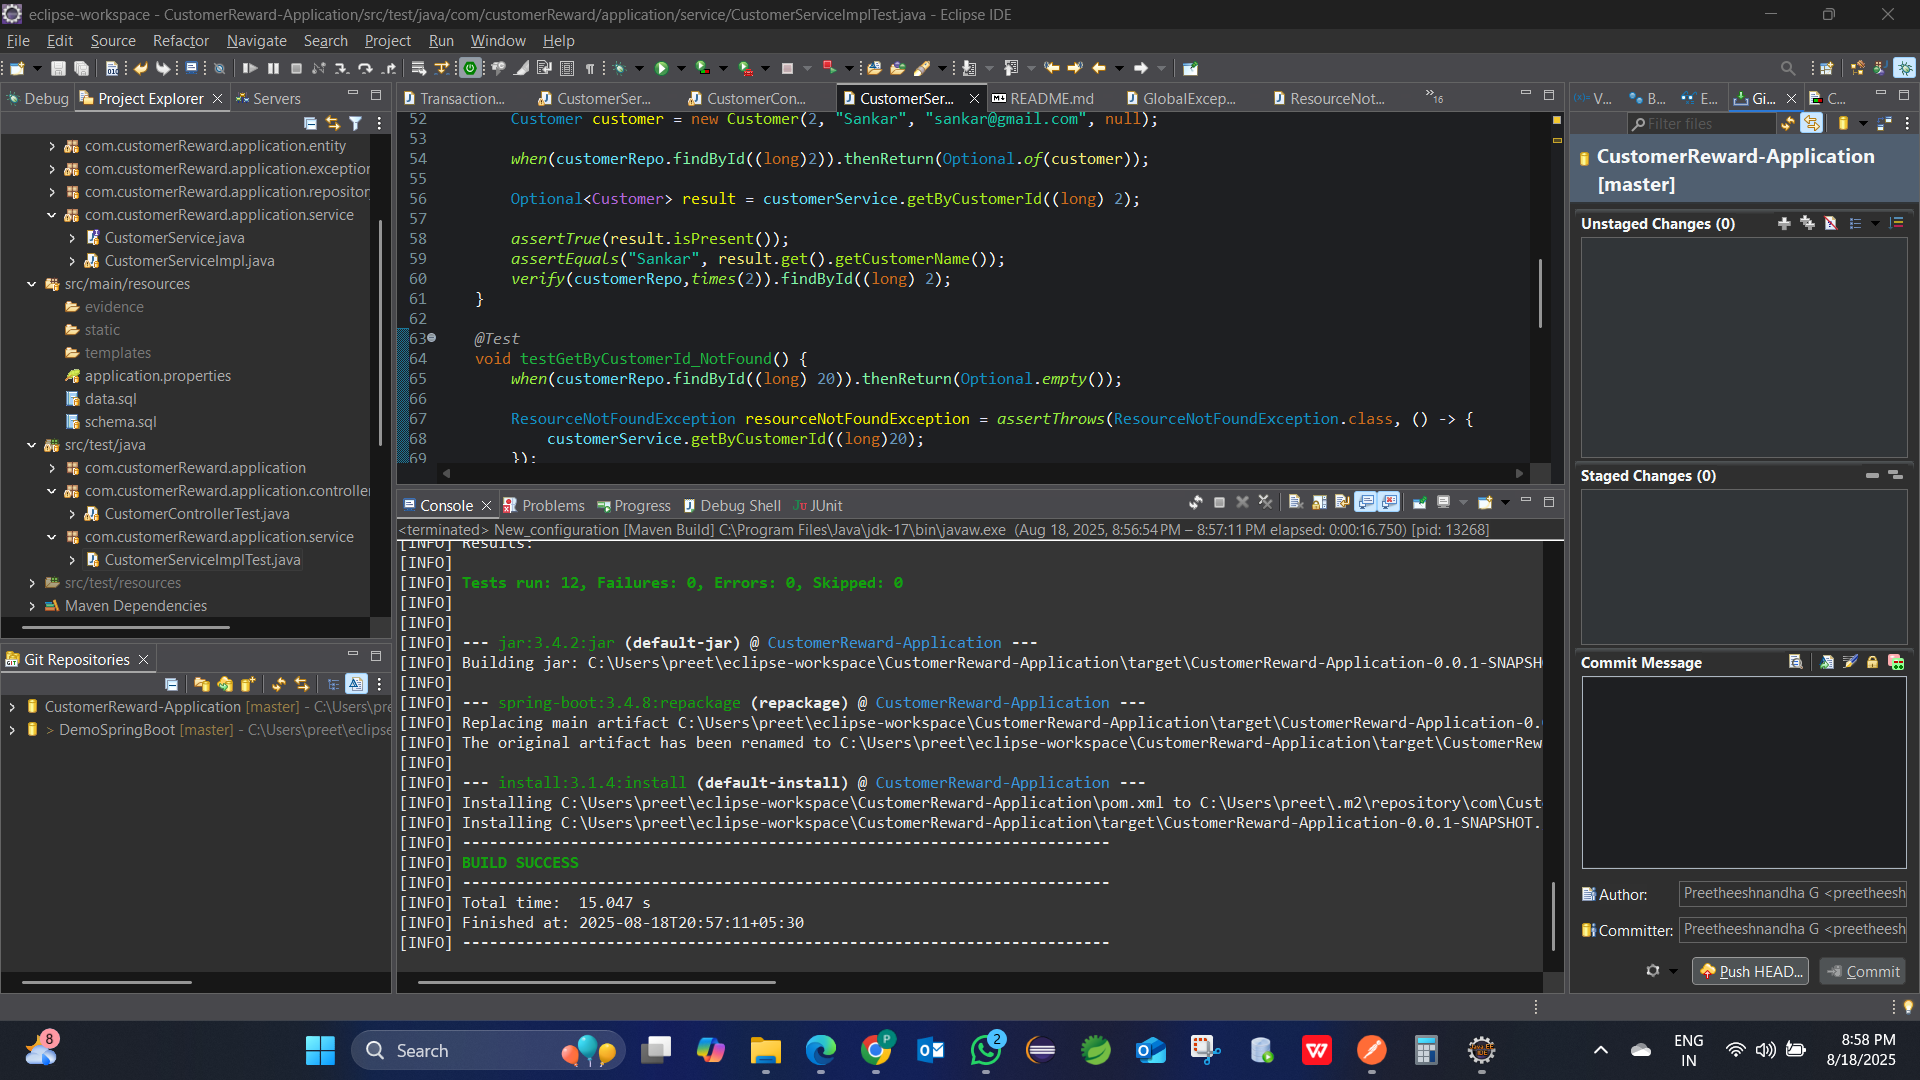 eclipse-workspace - CustomerReward-Application/src/test/java/com/customerReward/application/service/CustomerServiceImplTest.java - Eclipse IDE
File Edit Source Refactor Navigate Search Project Run Window Help
Debug Project Explorer Servers
com.customerReward.application.entity
com.customerReward.application.exception
com.customerReward.application.repositor
com.customerReward.application.service
CustomerService.java
CustomerServiceImpl.java
src/main/resources
evidence
static
templates
application.properties
data.sql
schema.sql
src/test/java
com.customerReward.application
com.customerReward.application.controlle
CustomerControllerTest.java
com.customerReward.application.service
CustomerServiceImplTest.java
src/test/resources
Maven Dependencies
Git Repositories
CustomerReward-Application [master] - C:\Users\pre
> DemoSpringBoot [master] - C:\Users\preet\eclipse
Transaction... CustomerSer... CustomerCon... CustomerSer... README.md GlobalExcep... ResourceNot... »16
52 Customer customer = new Customer(2, "Sankar", "sankar@gmail.com", null);
53
54 when(customerRepo.findById((long)2)).thenReturn(Optional.of(customer));
55
56 Optional<Customer> result = customerService.getByCustomerId((long) 2);
57
58 assertTrue(result.isPresent());
59 assertEquals("Sankar", result.get().getCustomerName());
60 verify(customerRepo,times(2)).findById((long) 2);
61 }
62
63 @Test
64 void testGetByCustomerId_NotFound() {
65 when(customerRepo.findById((long) 20)).thenReturn(Optional.empty());
66
67 ResourceNotFoundException resourceNotFoundException = assertThrows(ResourceNotFoundException.class, () -> {
68 customerService.getByCustomerId((long)20);
69 });
Console Problems Progress Debug Shell JUnit
<terminated> New_configuration [Maven Build] C:\Program Files\Java\jdk-17\bin\javaw.exe (Aug 18, 2025, 8:56:54 PM – 8:57:11 PM elapsed: 0:00:16.750) [pid: 13268]
[INFO] Results:
[INFO]
[INFO] Tests run: 12, Failures: 0, Errors: 0, Skipped: 0
[INFO]
[INFO]
[INFO] --- jar:3.4.2:jar (default-jar) @ CustomerReward-Application ---
[INFO] Building jar: C:\Users\preet\eclipse-workspace\CustomerReward-Application\target\CustomerReward-Application-0.0.1-SNAPSH
[INFO]
[INFO] --- spring-boot:3.4.8:repackage (repackage) @ CustomerReward-Application ---
[INFO] Replacing main artifact C:\Users\preet\eclipse-workspace\CustomerReward-Application\target\CustomerReward-Application-0.
[INFO] The original artifact has been renamed to C:\Users\preet\eclipse-workspace\CustomerReward-Application\target\CustomerRew
[INFO]
[INFO] --- install:3.1.4:install (default-install) @ CustomerReward-Application ---
[INFO] Installing C:\Users\preet\eclipse-workspace\CustomerReward-Application\pom.xml to C:\Users\preet\.m2\repository\com\Cust
[INFO] Installing C:\Users\preet\eclipse-workspace\CustomerReward-Application\target\CustomerReward-Application-0.0.1-SNAPSHOT.
[INFO] ------------------------------------------------------------------------
[INFO] BUILD SUCCESS
[INFO] ------------------------------------------------------------------------
[INFO] Total time:  15.047 s
[INFO] Finished at: 2025-08-18T20:57:11+05:30
[INFO] ------------------------------------------------------------------------
V... B... E... Gi... C...
Filter files
CustomerReward-Application
[master]
Unstaged Changes (0)
Staged Changes (0)
Commit Message
Author: Preetheeshnandha G <preetheesh
Committer: Preetheeshnandha G <preetheesh
Push HEAD... Commit
8
Search
P
2
ENG
IN
8:58 PM
8/18/2025